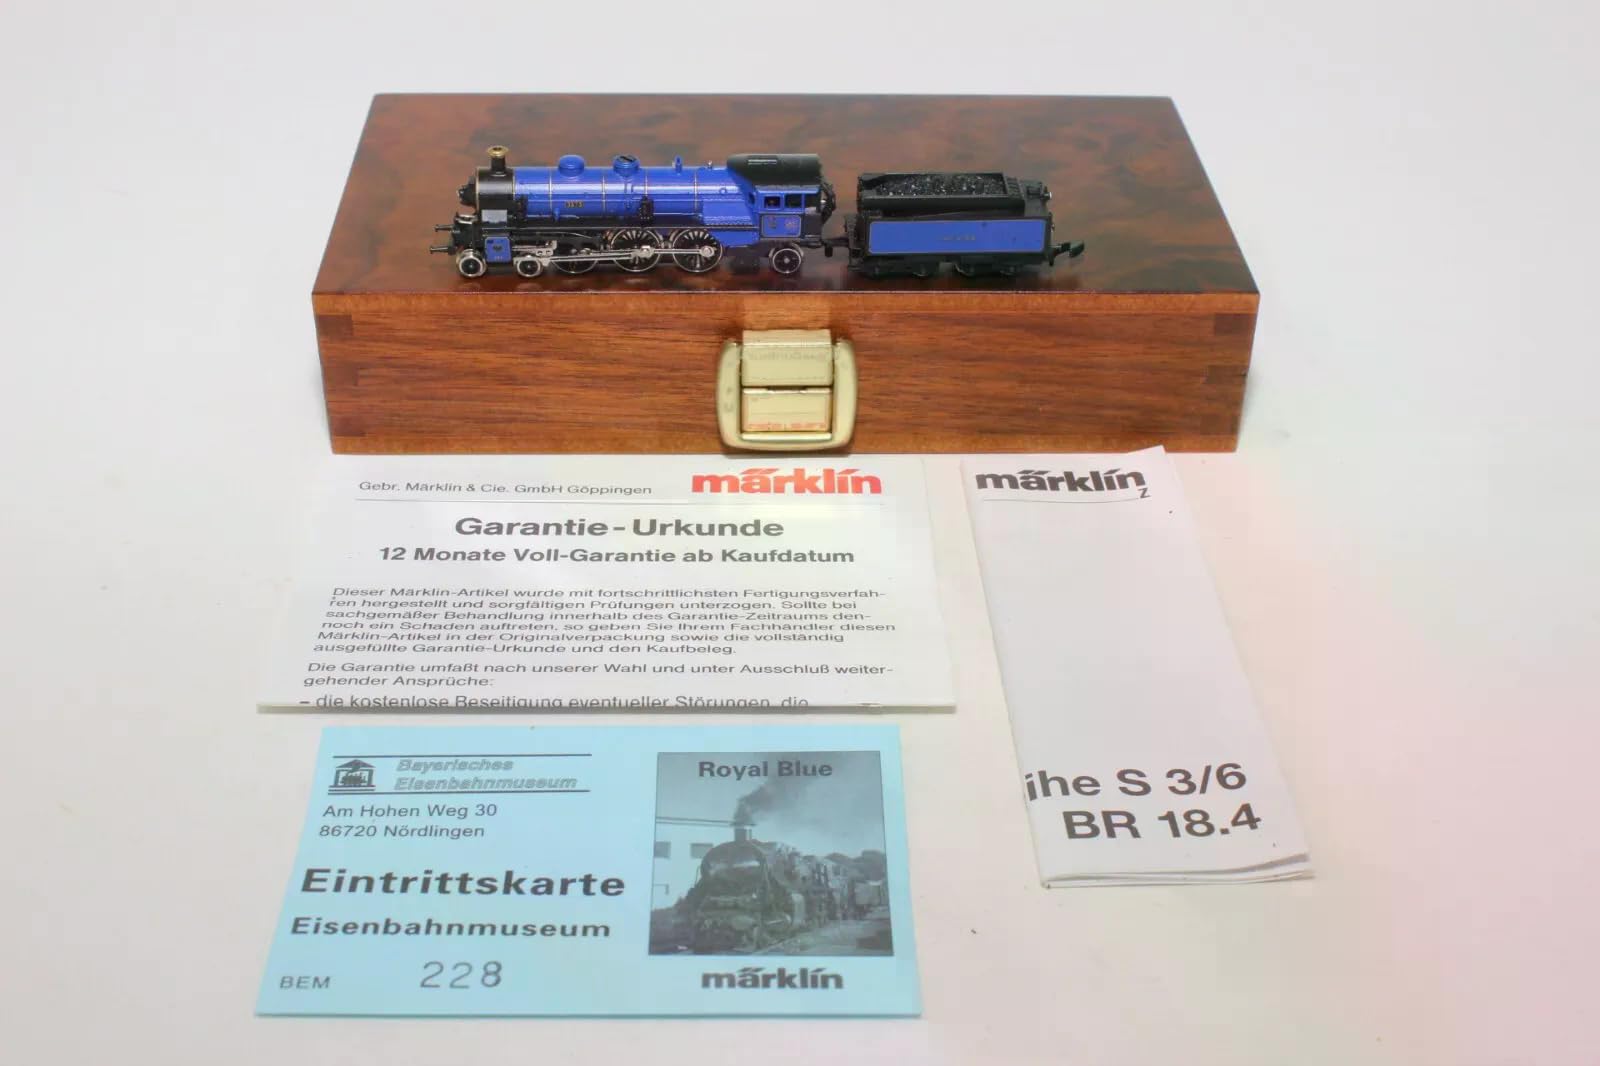 Gebr. Märklin & Cie. GmbH Göppingen
märklin
Garantie-Urkunde
12 Monate Voll-Garantie ab Kaufdatum
Dieser Märklin-Artikel wurde mit fortschrittlichsten Fertigungsverfah-
ren hergestellt und sorgfältigen Prüfungen unterzogen. Sollte bei
sachgemäßer Behandlung innerhalb des Garantie-Zeitraums den-
noch ein Schaden auftreten, so geben Sie Ihrem Fachhändler diesen
Märklin-Artikel in der Originalverpackung sowie die vollständig
ausgefüllte Garantie-Urkunde und den Kaufbeleg.
Die Garantie umfaßt nach unserer Wahl und unter Ausschluß weiter-
gehender Ansprüche:
– die kostenlose Beseitigung eventueller Störungen, die
märklin
Z
ihe S 3/6
BR 18.4
Bayerisches
Eisenbahnmuseum
Am Hohen Weg 30
86720 Nördlingen
Eintrittskarte
Eisenbahnmuseum
BEM
228
Royal Blue
märklin